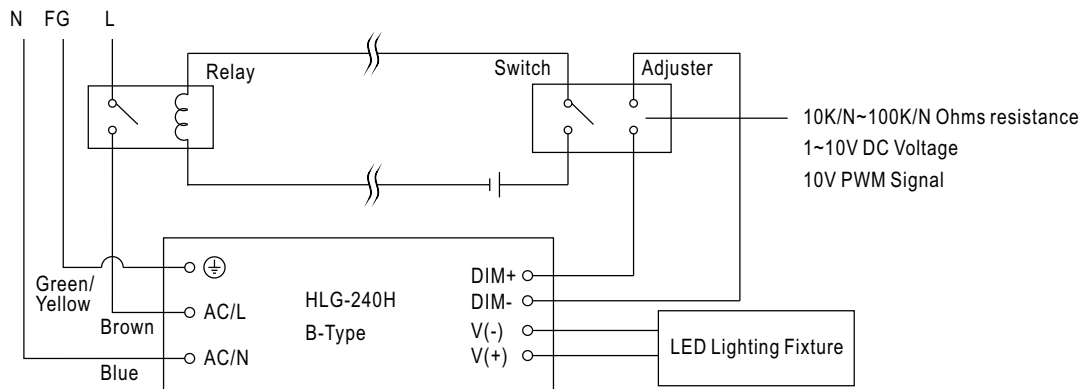 N FG L
Relay
Switch
Adjuster
10K/N~100K/N Ohms resistance
1~10V DC Voltage
10V PWM Signal
Green/
Yellow
Brown
Blue
AC/L
AC/N
HLG-240H
B-Type
DIM+
DIM-
V(-)
V(+)
LED Lighting Fixture